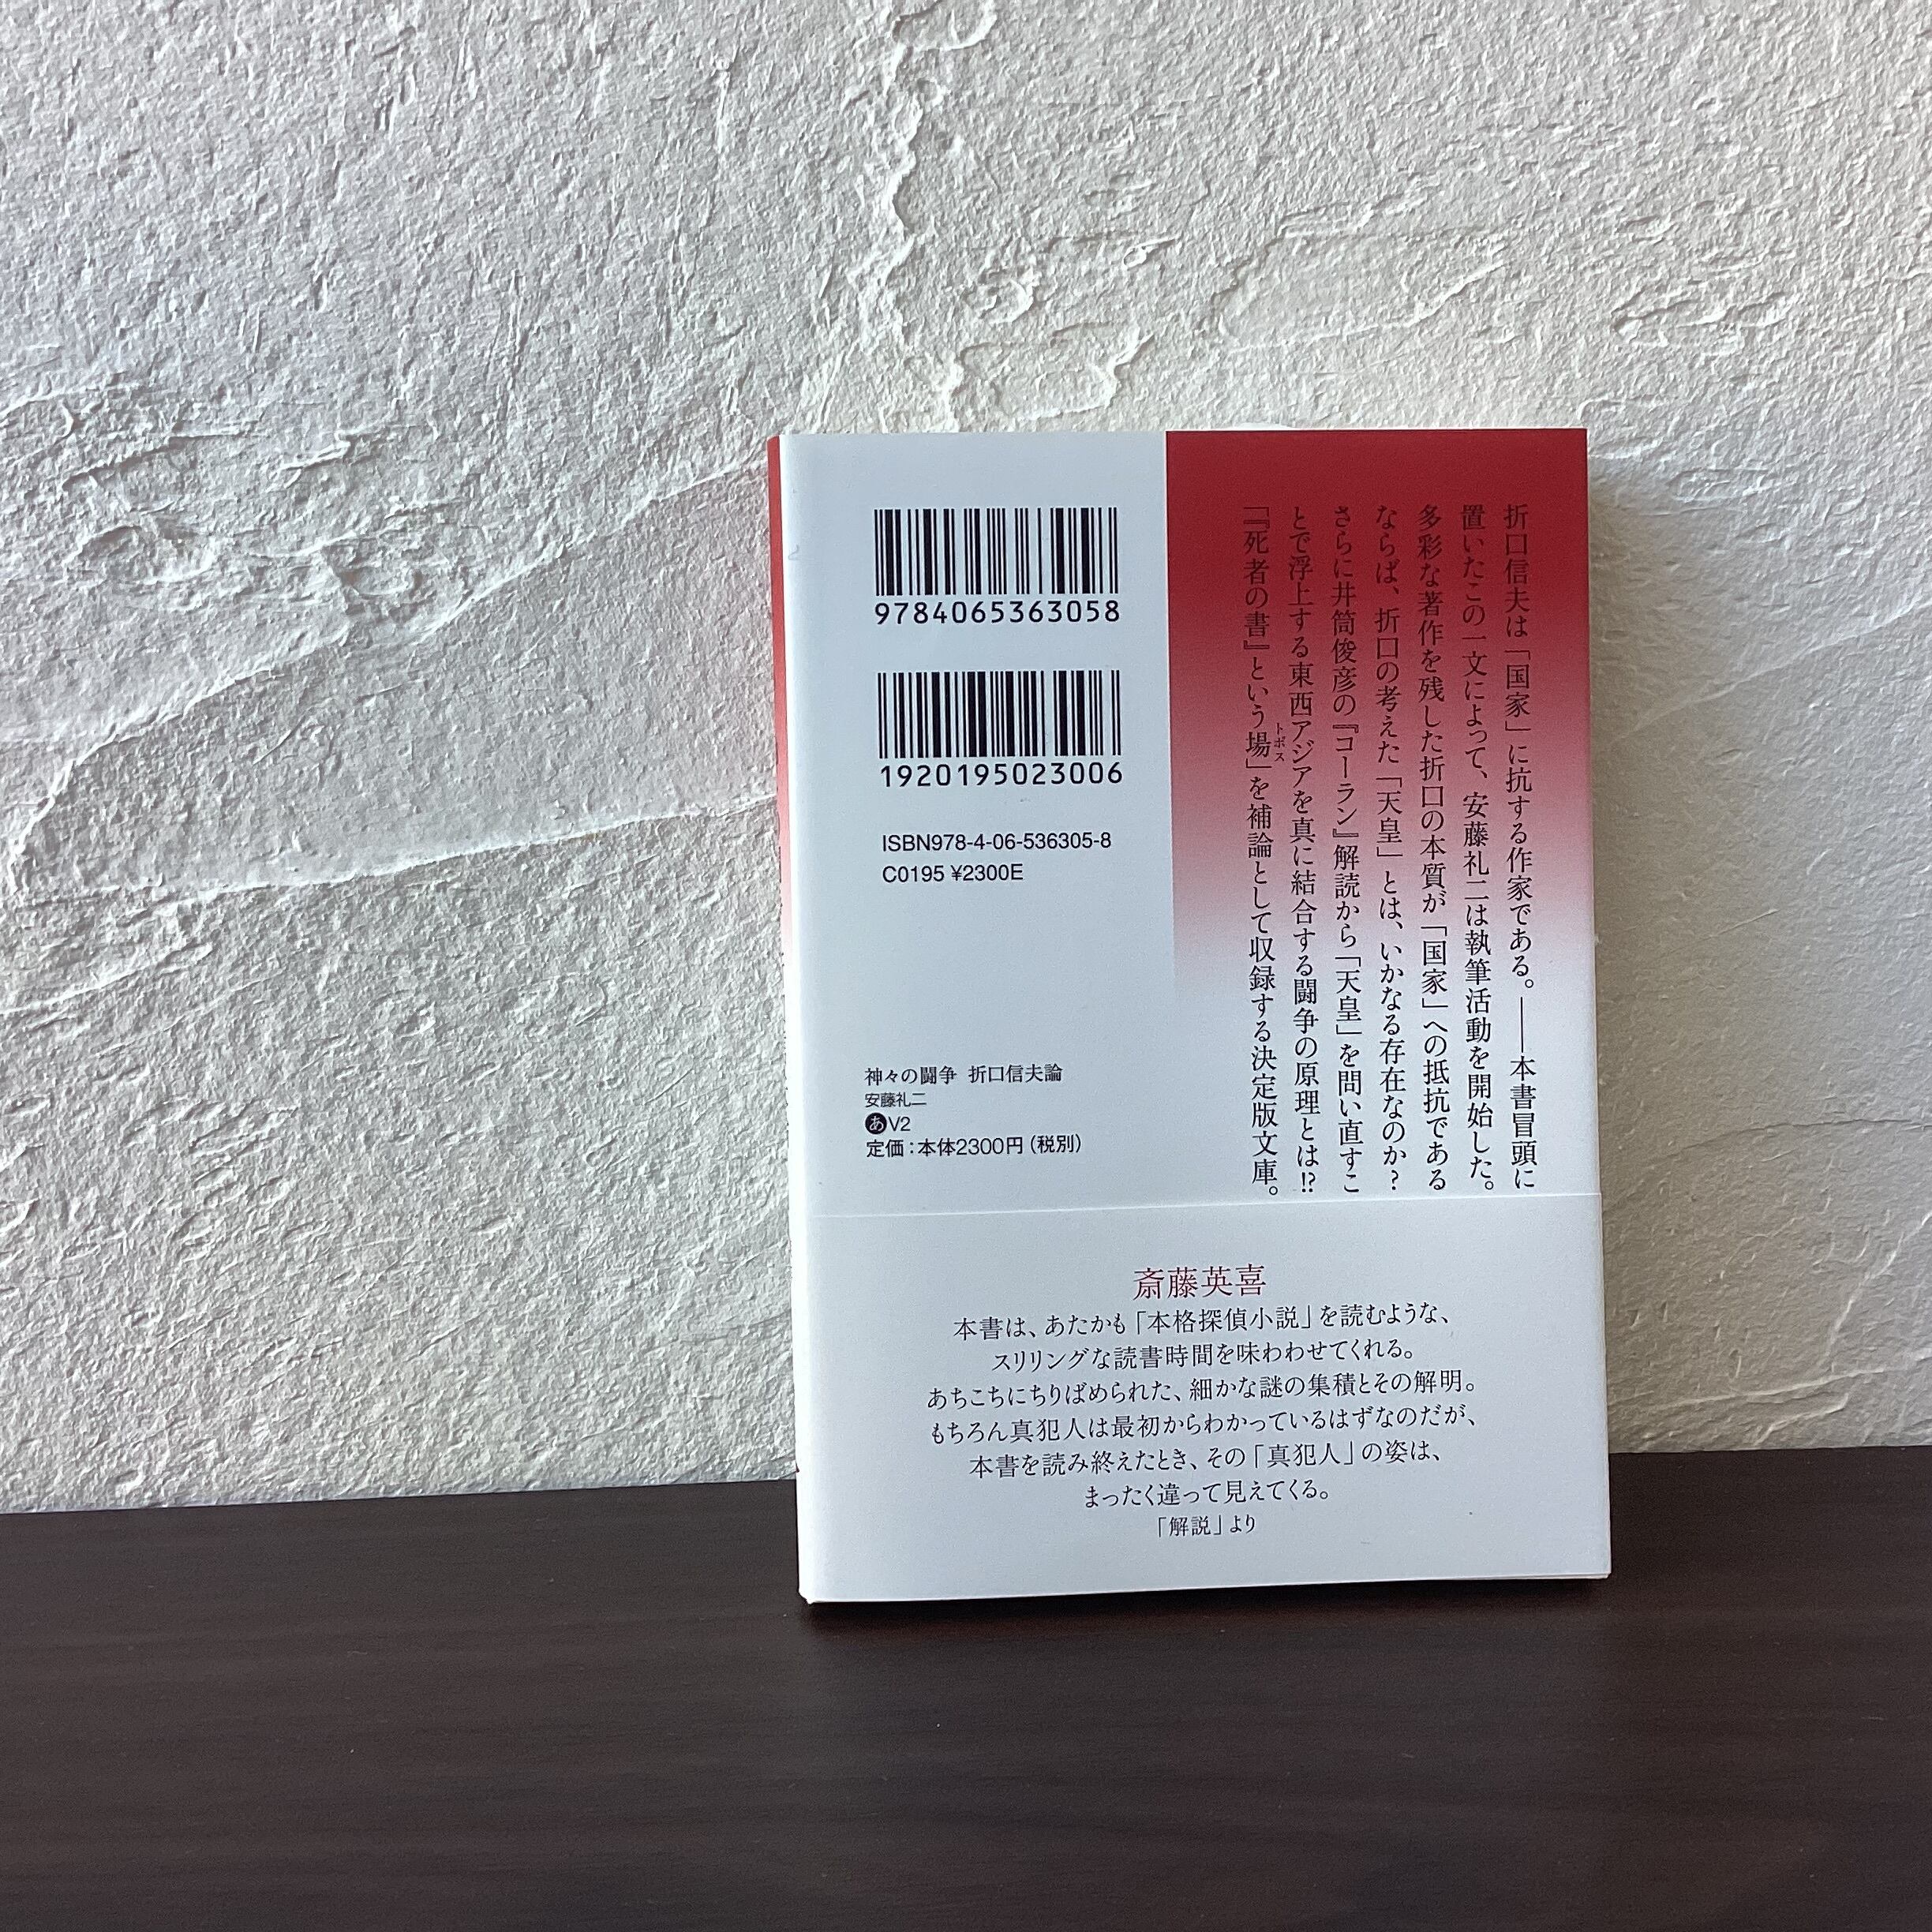 折口信夫は「国家」に抗する作家である。――本書冒頭に
置いたこの一文によって、安藤礼二は執筆活動を開始した。
多彩な著作を残した折口の本質が「国家」への抵抗である
ならば、折口の考えた「天皇」とは、いかなる存在なのか?
さらに井筒俊彦の『コーラン』解読から「天皇」を問い直すこ
とで浮上する東西アジアを真に結合する闘争の原理とは!?
「『死者の書』という場」を補論として収録する決定版文庫。
トポス
9784065363058
1920195023006
ISBN978-4-06-536305-8
C0195 ¥2300E
神々の闘争 折口信夫論
安藤礼二
あV2
定価:本体2300円(税別)
斎藤英喜
本書は、あたかも「本格探偵小説」を読むような、
スリリングな読書時間を味わわせてくれる。
あちこちにちりばめられた、細かな謎の集積とその解明。
もちろん真犯人は最初からわかっているはずなのだが、
本書を読み終えたとき、その「真犯人」の姿は、
まったく違って見えてくる。
「解説」より